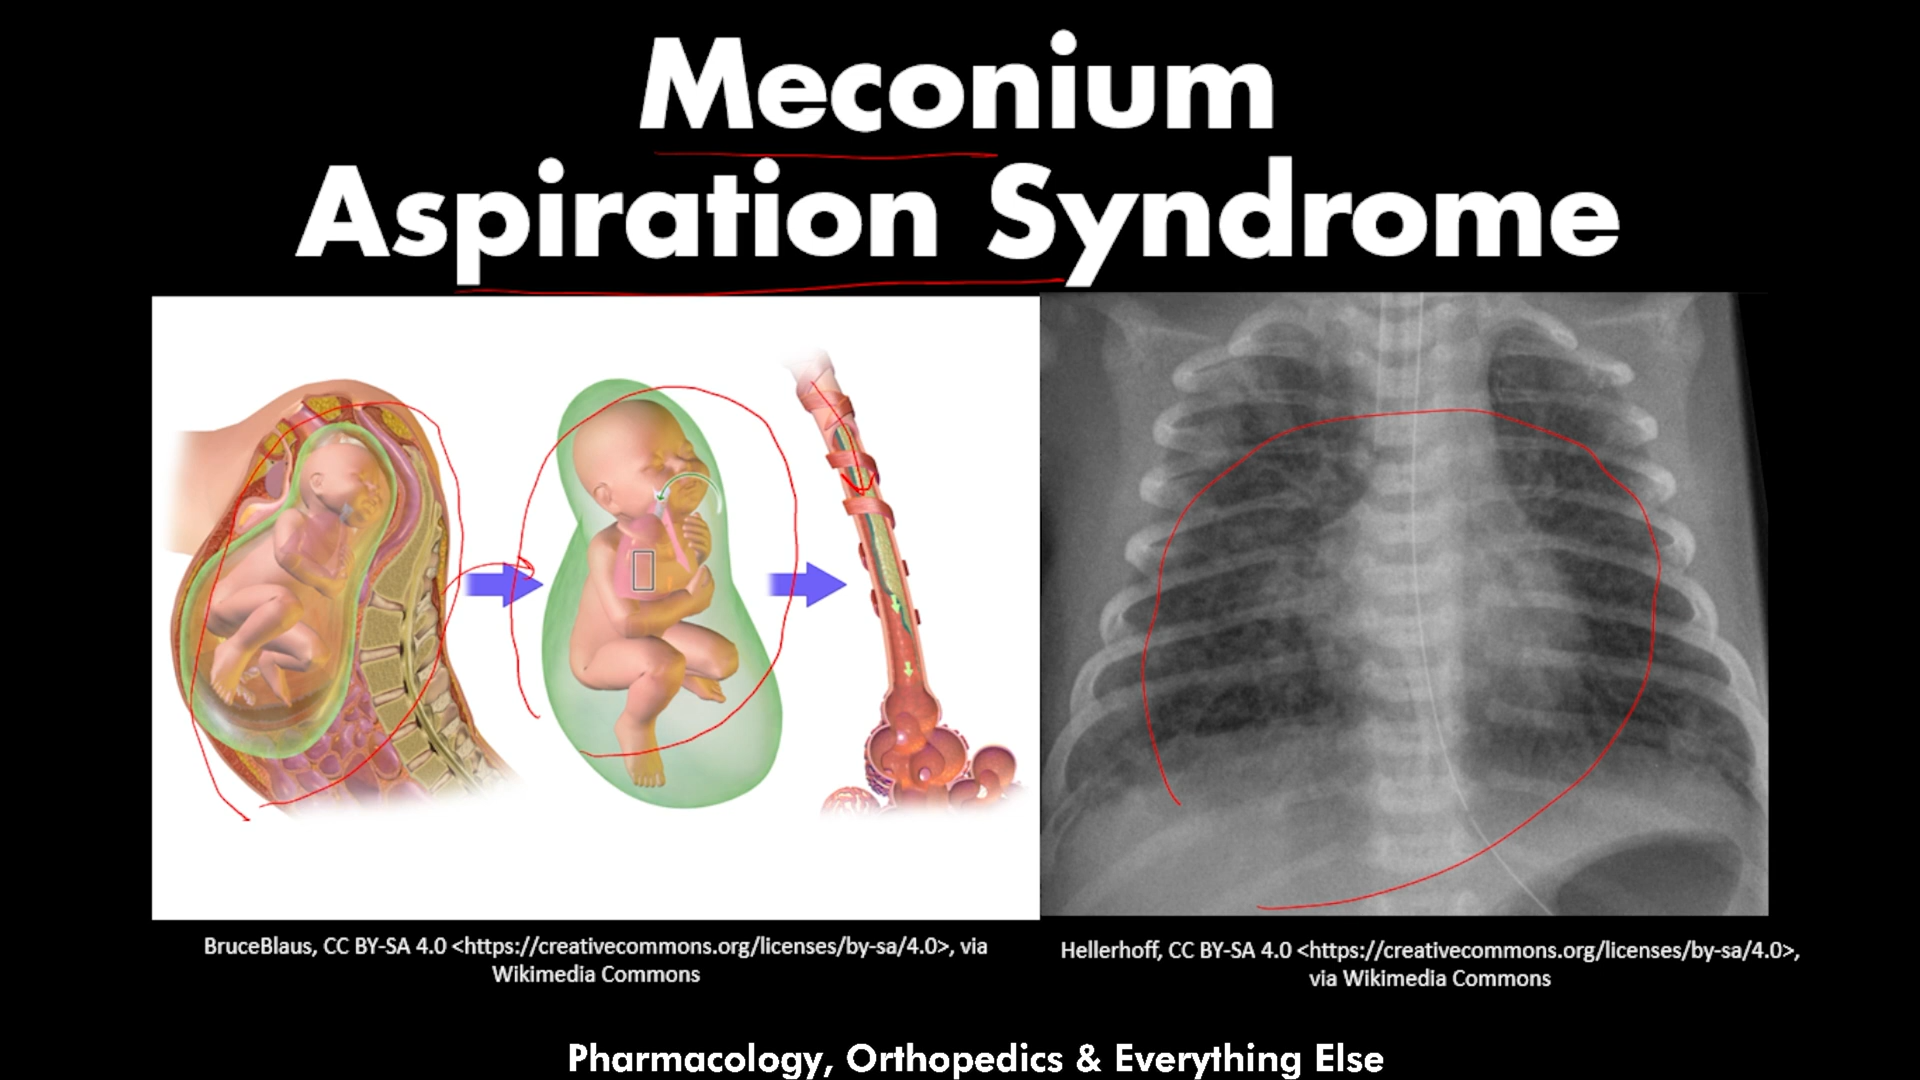 Meconium
Aspiration Syndrome
BruceBlaus, CC BY-SA 4.0 <https://creativecommons.org/licenses/by-sa/4.0>, via
Wikimedia Commons
Hellerhoff, CC BY-SA 4.0 <https://creativecommons.org/licenses/by-sa/4.0>,
via Wikimedia Commons
Pharmacology, Orthopedics & Everything Else